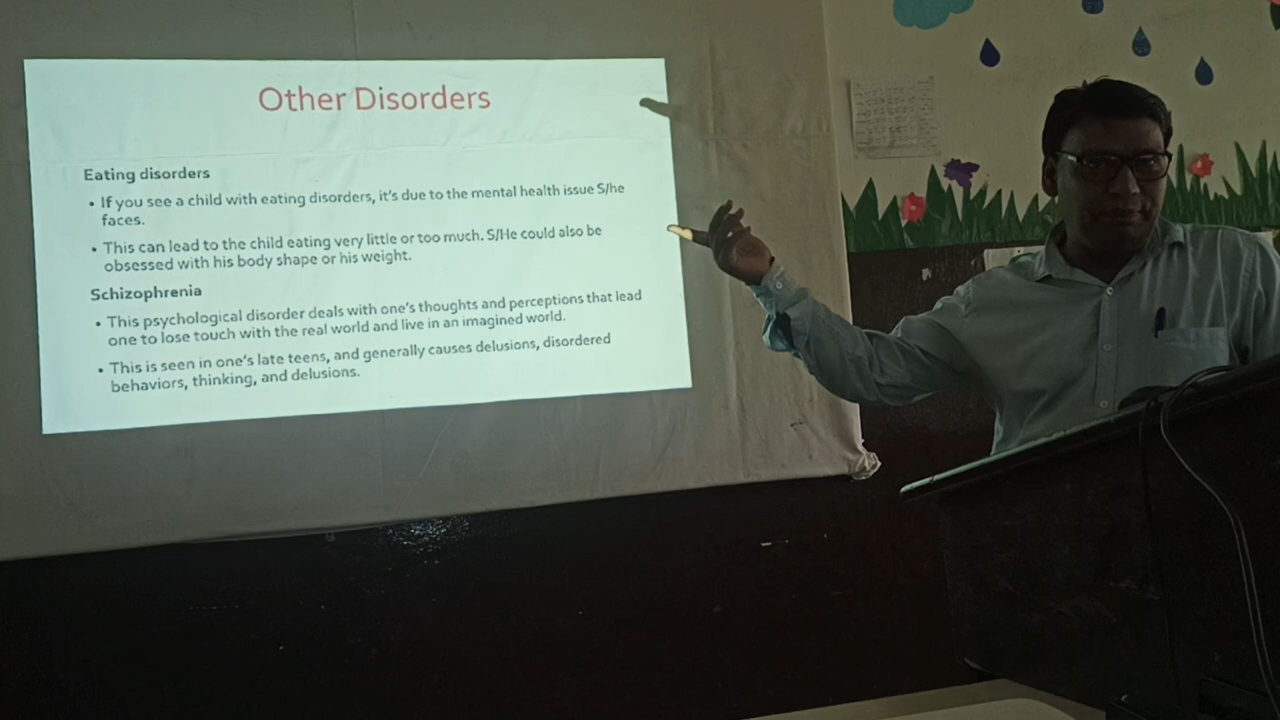 Other Disorders
Eating disorders
• If you see a child with eating disorders, it's due to the mental health issue S/he
faces.
• This can lead to the child eating very little or too much. S/He could also be
obsessed with his body shape or his weight.
Schizophrenia
• This psychological disorder deals with one's thoughts and perceptions that lead
one to lose touch with the real world and live in an imagined world.
• This is seen in one's late teens, and generally causes delusions, disordered
behaviors, thinking, and delusions.